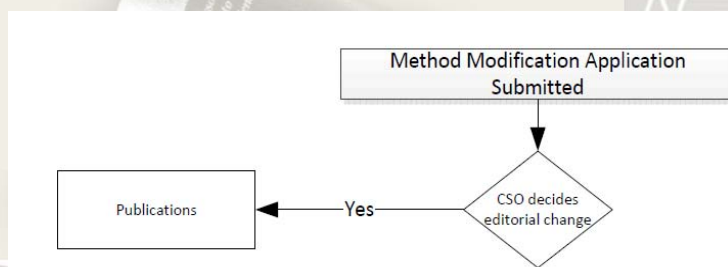 Method Modification Application
Submitted
CSO decides
editorial change
Publications
Yes